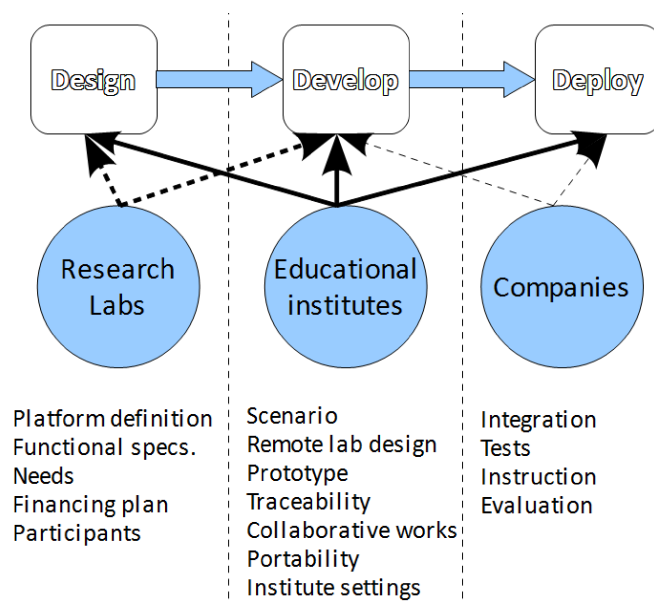 Design
Develop
Deploy
Research
Labs
Educational
institutes
Companies
Platform definition
Functional specs.
Needs
Financing plan
Participants
Scenario
Remote lab design
Prototype
Traceability
Collaborative works
Portability
Institute settings
Integration
Tests
Instruction
Evaluation